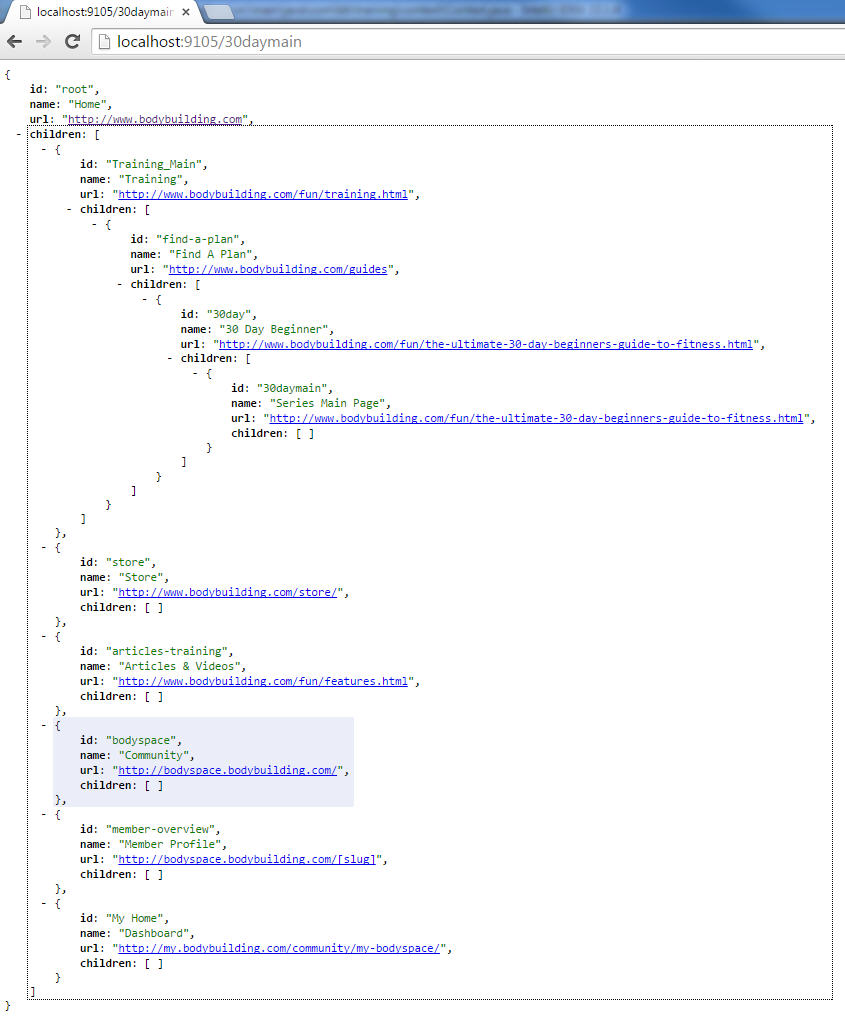 localhost:9105/30daymain
localhost:9105/30daymain
{
id: "root",
name: "Home",
url: "http://www.bodybuilding.com",
- children: [
- {
id: "Training_Main",
name: "Training",
url: "http://www.bodybuilding.com/fun/training.html",
- children: [
- {
id: "find-a-plan",
name: "Find A Plan",
url: "http://www.bodybuilding.com/guides",
- children: [
- {
id: "30day",
name: "30 Day Beginner",
url: "http://www.bodybuilding.com/fun/the-ultimate-30-day-beginners-guide-to-fitness.html",
- children: [
- {
id: "30daymain",
name: "Series Main Page",
url: "http://www.bodybuilding.com/fun/the-ultimate-30-day-beginners-guide-to-fitness.html",
children: [ ]
}
]
}
]
}
]
},
- {
id: "store",
name: "Store",
url: "http://www.bodybuilding.com/store/",
children: [ ]
},
- {
id: "articles-training",
name: "Articles & Videos",
url: "http://www.bodybuilding.com/fun/features.html",
children: [ ]
},
- {
id: "bodyspace",
name: "Community",
url: "http://bodyspace.bodybuilding.com/",
children: [ ]
},
- {
id: "member-overview",
name: "Member Profile",
url: "http://bodyspace.bodybuilding.com/[slug]",
children: [ ]
},
- {
id: "My Home",
name: "Dashboard",
url: "http://my.bodybuilding.com/community/my-bodyspace/",
children: [ ]
}
]
}